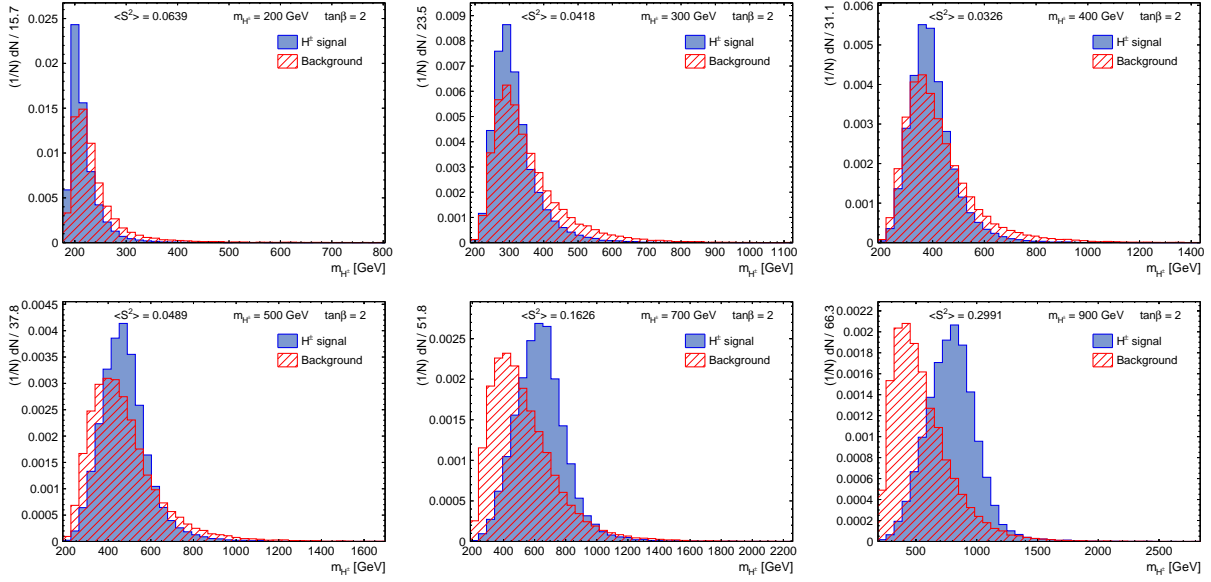 <S²> = 0.0639 m_H± = 200 GeV tanβ = 2
(1/N) dN / 15.7
H± signal
Background
0.025
0.02
0.015
0.01
0.005
0
200 300 400 500 600 700 800
m_H± [GeV]
<S²> = 0.0418 m_H± = 300 GeV tanβ = 2
(1/N) dN / 23.5
H± signal
Background
0.009
0.008
0.007
0.006
0.005
0.004
0.003
0.002
0.001
0
200 300 400 500 600 700 800 900 1000 1100
m_H± [GeV]
<S²> = 0.0326 m_H± = 400 GeV tanβ = 2
(1/N) dN / 31.1
H± signal
Background
0.006
0.005
0.004
0.003
0.002
0.001
0
200 400 600 800 1000 1200 1400
m_H± [GeV]
<S²> = 0.0489 m_H± = 500 GeV tanβ = 2
(1/N) dN / 37.8
H± signal
Background
0.0045
0.004
0.0035
0.003
0.0025
0.002
0.0015
0.001
0.0005
0
200 400 600 800 1000 1200 1400 1600
m_H± [GeV]
<S²> = 0.1626 m_H± = 700 GeV tanβ = 2
(1/N) dN / 51.8
H± signal
Background
0.0025
0.002
0.0015
0.001
0.0005
0
200 400 600 800 1000 1200 1400 1600 1800 2000 2200
m_H± [GeV]
<S²> = 0.2991 m_H± = 900 GeV tanβ = 2
(1/N) dN / 66.3
H± signal
Background
0.0022
0.002
0.0018
0.0016
0.0014
0.0012
0.001
0.0008
0.0006
0.0004
0.0002
0
500 1000 1500 2000 2500
m_H± [GeV]